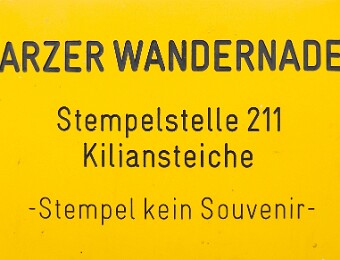 ARZER WANDERNADE
Stempelstelle 211
Kiliansteiche
-Stempel kein Souvenir-